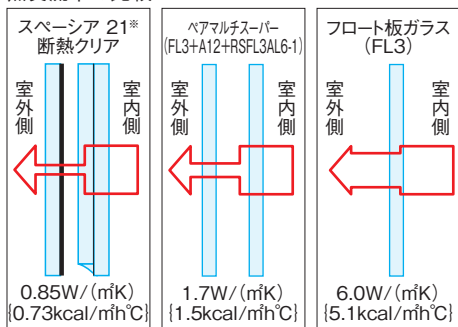 スペーシア 21※
断熱クリア
室外側
室内側
0.85W/(㎡K)
{0.73kcal/㎡h℃}
ペアマルチスーパー
(FL3+A12+RSFL3AL6-1)
室外側
室内側
1.7W/(㎡K)
{1.5kcal/㎡h℃}
フロート板ガラス
(FL3)
室外側
室内側
6.0W/(㎡K)
{5.1kcal/㎡h℃}